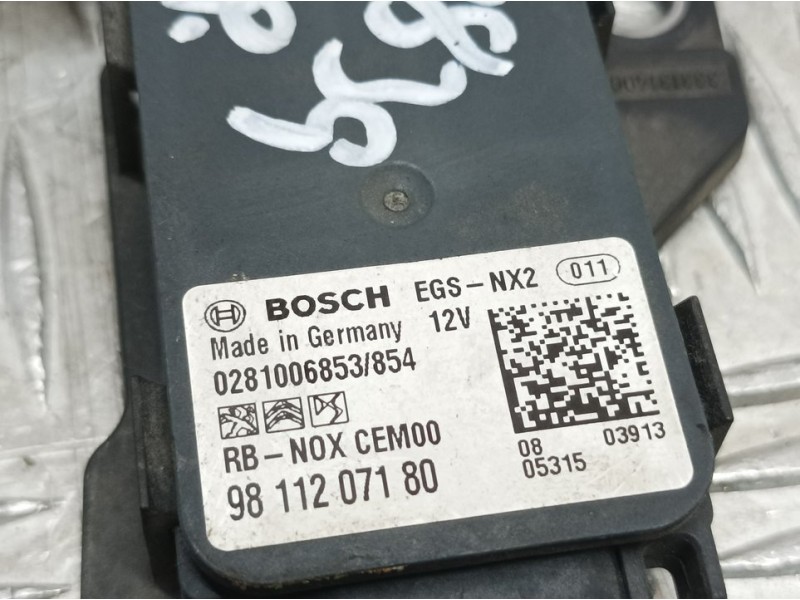 BOSCH EGS-NX2 011
Made in Germany 12V
0281006853/854
RB-NOX CEM00
98 112 071 80
08 03913
05315